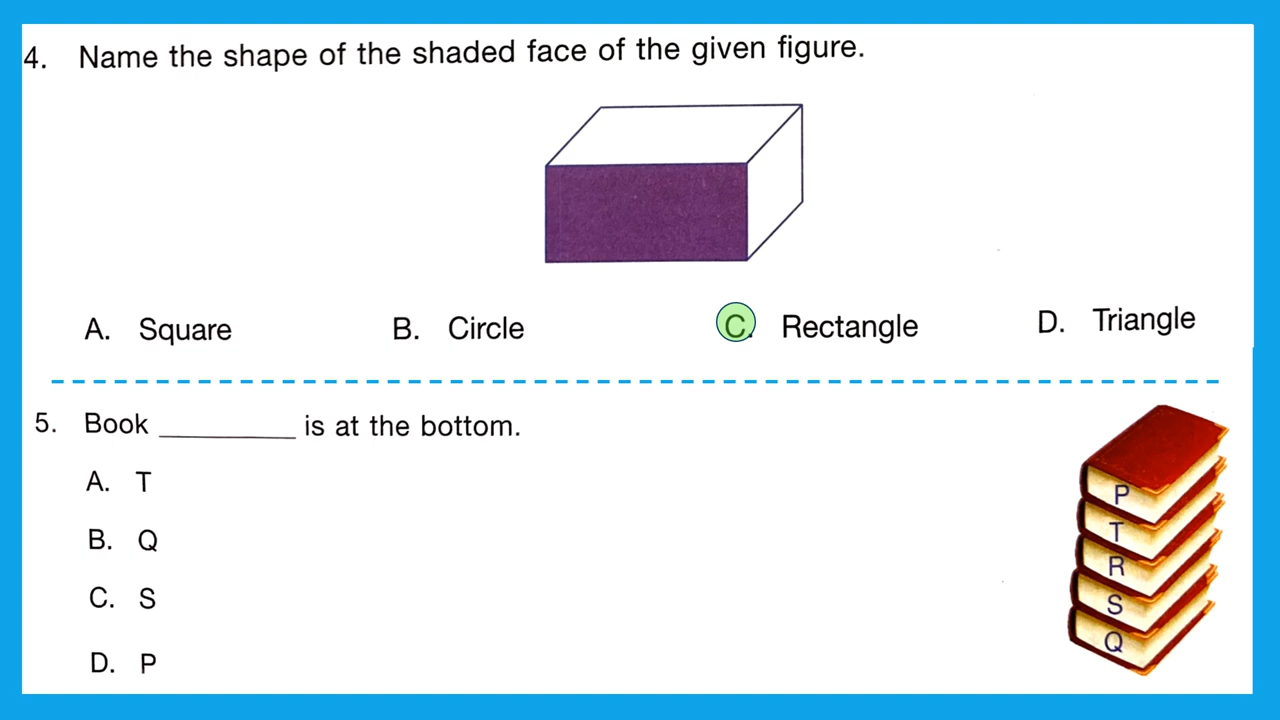 4. Name the shape of the shaded face of the given figure.
A. Square B. Circle C. Rectangle D. Triangle
5. Book __________ is at the bottom.
A. T
B. Q
C. S
D. P
P
T
R
S
Q